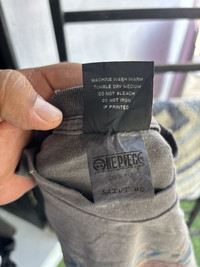 MACHINE WASH WARM
TUMBLE DRY MEDIUM
DO NOT BLEACH
DO NOT IRON
IF PRINTED
ONE PIECE